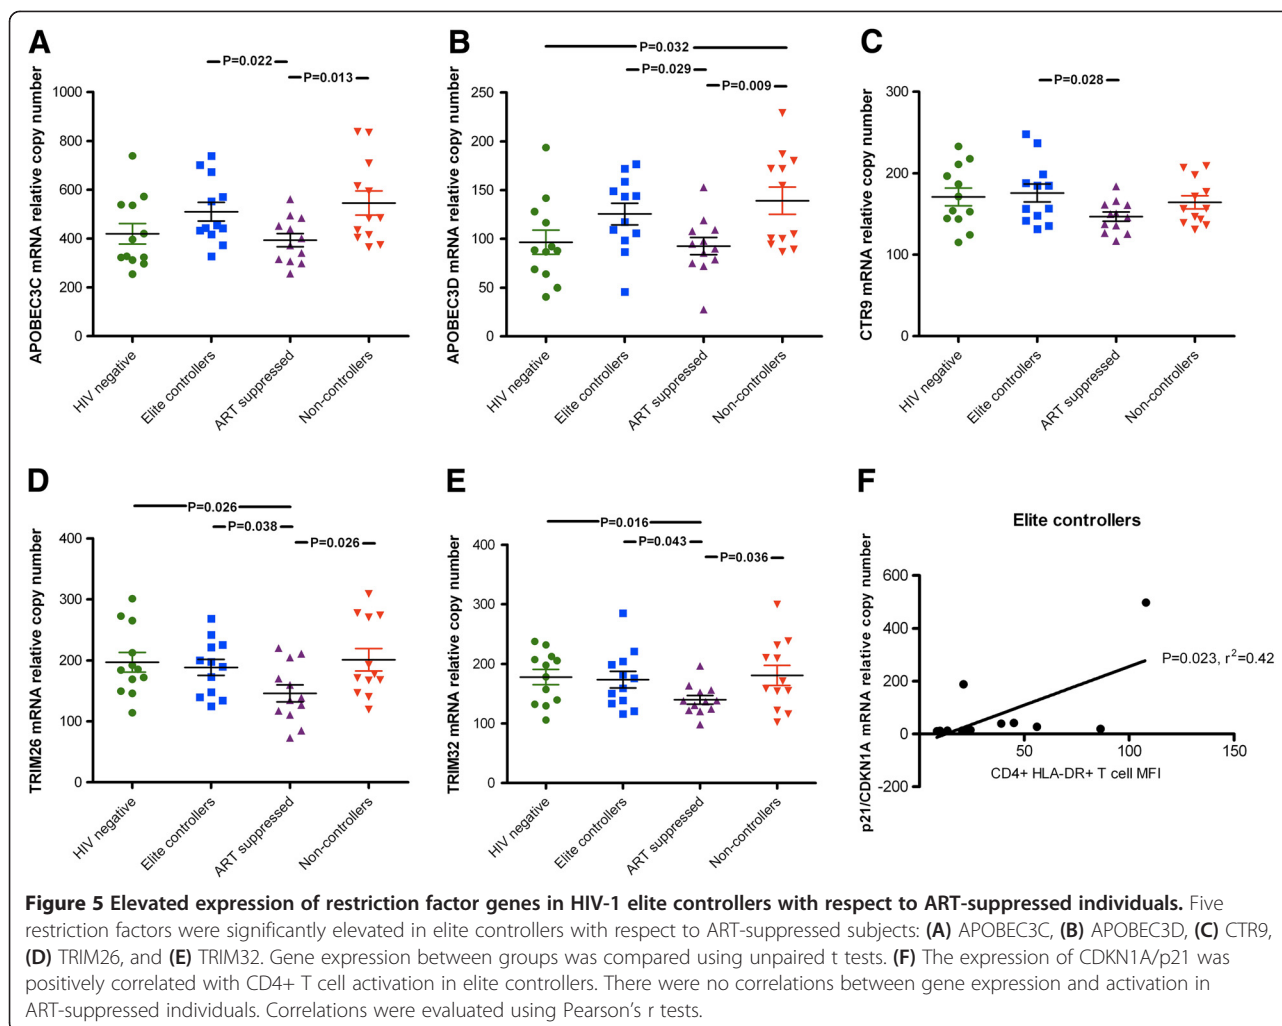 A
P=0.022
P=0.013
APOBEC3C mRNA relative copy number
1000
800
600
400
200
0
HIV negative
Elite controllers
ART suppressed
Non-controllers
B
P=0.032
P=0.029
P=0.009
APOBEC3D mRNA relative copy number
250
200
150
100
50
0
HIV negative
Elite controllers
ART suppressed
Non-controllers
C
P=0.028
CTR9 mRNA relative copy number
300
200
100
0
HIV negative
Elite controllers
ART suppressed
Non-controllers
D
P=0.026
P=0.038
P=0.026
TRIM26 mRNA relative copy number
400
300
200
100
0
HIV negative
Elite controllers
ART suppressed
Non-controllers
E
P=0.016
P=0.043
P=0.036
TRIM32 mRNA relative copy number
400
300
200
100
0
HIV negative
Elite controllers
ART suppressed
Non-controllers
F
Elite controllers
p21/CDKN1A mRNA relative copy number
600
400
200
0
-200
P=0.023, r²=0.42
50
100
150
CD4+ HLA-DR+ T cell MFI
Figure 5 Elevated expression of restriction factor genes in HIV-1 elite controllers with respect to ART-suppressed individuals. Five
restriction factors were significantly elevated in elite controllers with respect to ART-suppressed subjects: (A) APOBEC3C, (B) APOBEC3D, (C) CTR9,
(D) TRIM26, and (E) TRIM32. Gene expression between groups was compared using unpaired t tests. (F) The expression of CDKN1A/p21 was
positively correlated with CD4+ T cell activation in elite controllers. There were no correlations between gene expression and activation in
ART-suppressed individuals. Correlations were evaluated using Pearson's r tests.